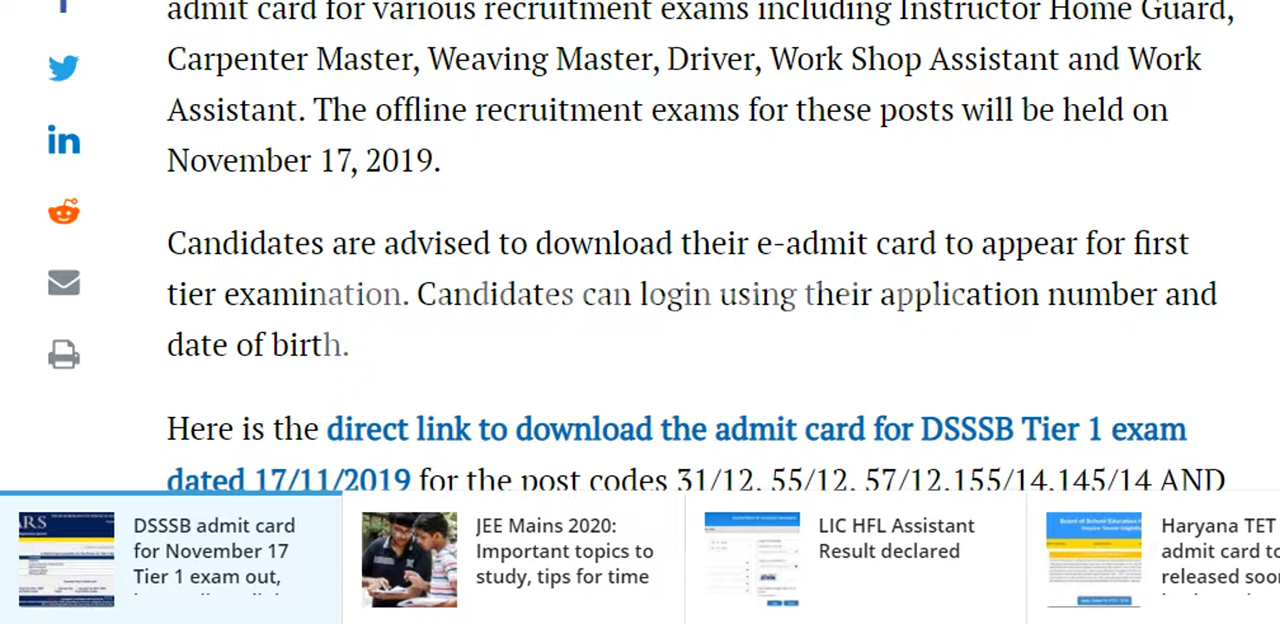 admit card for various recruitment exams including Instructor Home Guard,
Carpenter Master, Weaving Master, Driver, Work Shop Assistant and Work
Assistant. The offline recruitment exams for these posts will be held on
November 17, 2019.
Candidates are advised to download their e-admit card to appear for first
tier examination. Candidates can login using their application number and
date of birth.
Here is the direct link to download the admit card for DSSSB Tier 1 exam
dated 17/11/2019 for the post codes 31/12, 55/12, 57/12,155/14,145/14 AND
DSSSB admit card
for November 17
Tier 1 exam out,
JEE Mains 2020:
Important topics to
study, tips for time
LIC HFL Assistant
Result declared
Haryana TET
admit card to
released soon